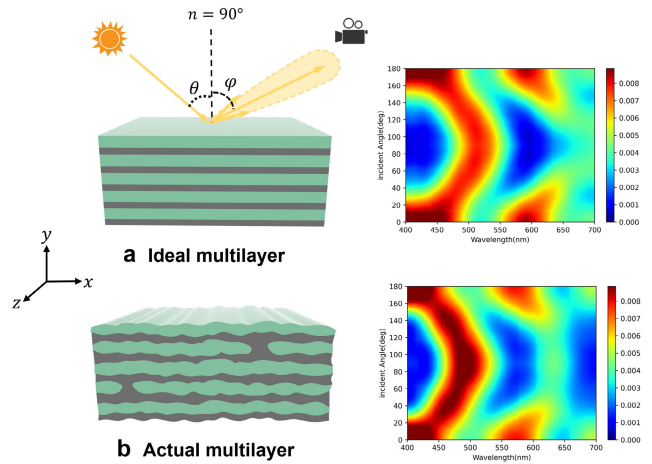 n = 90°
θ
φ
a Ideal multilayer
y
x
z
b Actual multilayer
180
160
140
120
100
80
60
40
20
0
incident Angle(deg)
400 450 500 550 600 650 700
Wavelength(nm)
0.008
0.007
0.006
0.005
0.004
0.003
0.002
0.001
0.000
180
160
140
120
100
80
60
40
20
0
incident Angle(deg)
400 450 500 550 600 650 700
Wavelength(nm)
0.008
0.007
0.006
0.005
0.004
0.003
0.002
0.001
0.000